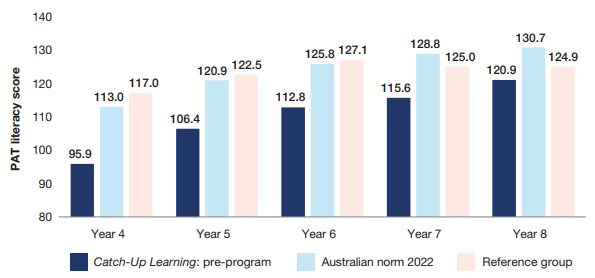 PAT literacy score
140
130
120
110
100
90
80
95.9 113.0 117.0
106.4 120.9 122.5
112.8 125.8 127.1
115.6 128.8 125.0
120.9 130.7 124.9
Year 4 Year 5 Year 6 Year 7 Year 8
Catch-Up Learning: pre-program Australian norm 2022 Reference group